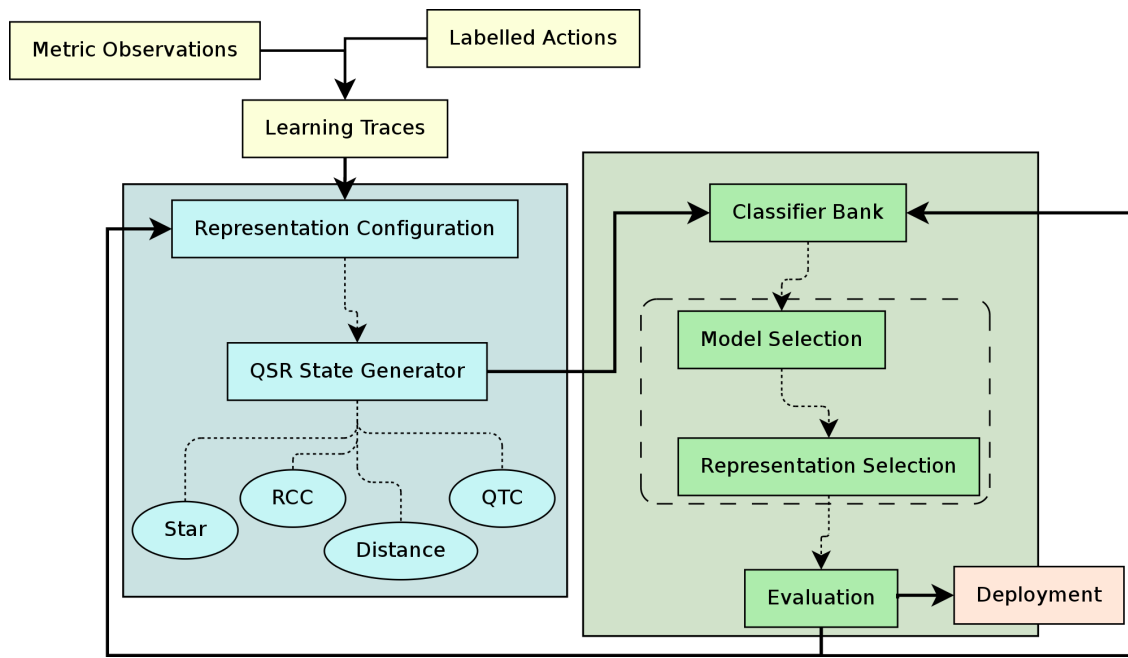 Metric Observations
Labelled Actions
Learning Traces
Representation Configuration
Classifier Bank
Model Selection
QSR State Generator
Representation Selection
RCC
QTC
Star
Distance
Evaluation
Deployment